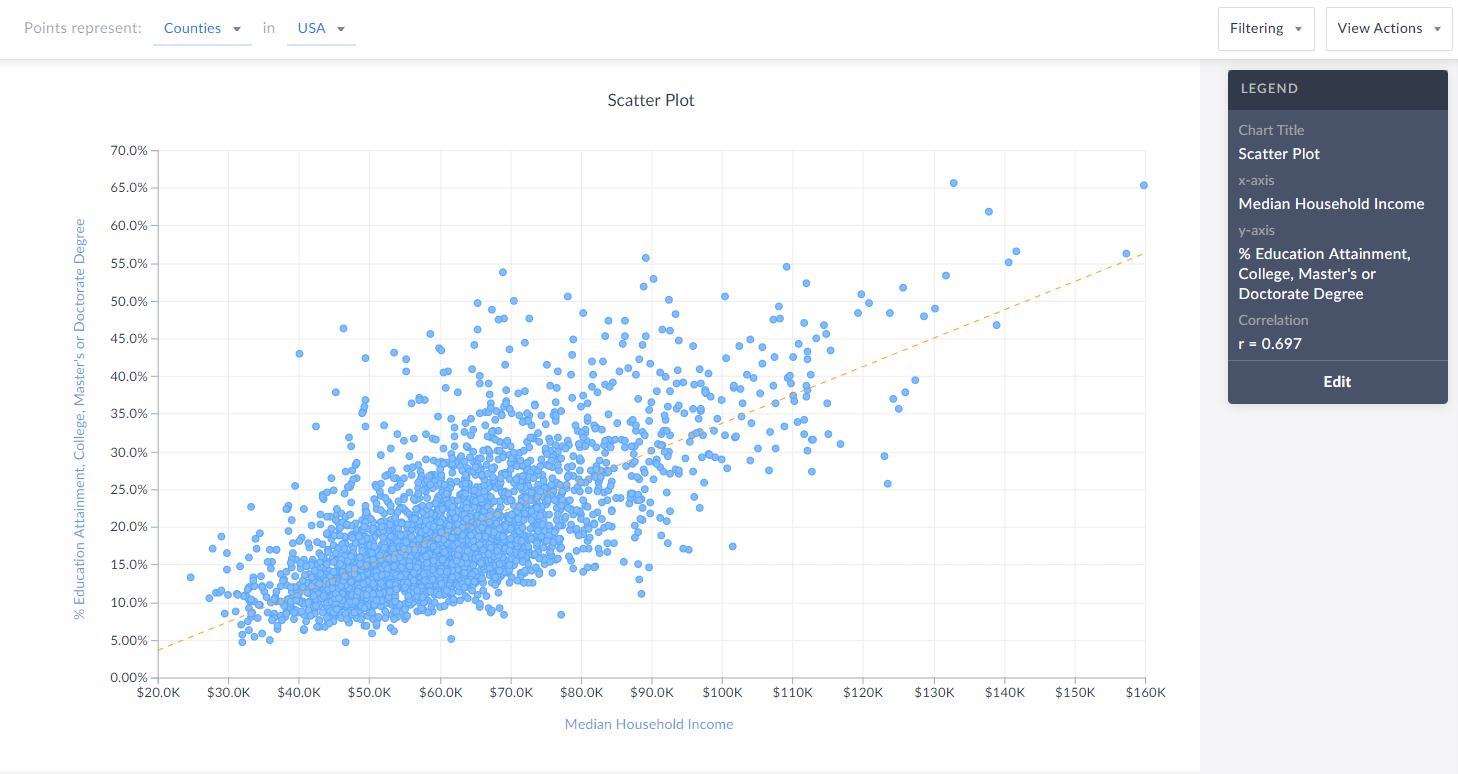 Points represent: Counties in USA Filtering View Actions
Scatter Plot
70.0%
65.0%
60.0%
55.0%
50.0%
45.0%
40.0%
35.0%
30.0%
25.0%
20.0%
15.0%
10.0%
5.00%
0.00%
% Education Attainment, College, Master's or Doctorate Degree
$20.0K $30.0K $40.0K $50.0K $60.0K $70.0K $80.0K $90.0K $100K $110K $120K $130K $140K $150K $160K
Median Household Income
LEGEND
Chart Title
Scatter Plot
x-axis
Median Household Income
y-axis
% Education Attainment,
College, Master's or
Doctorate Degree
Correlation
r = 0.697
Edit